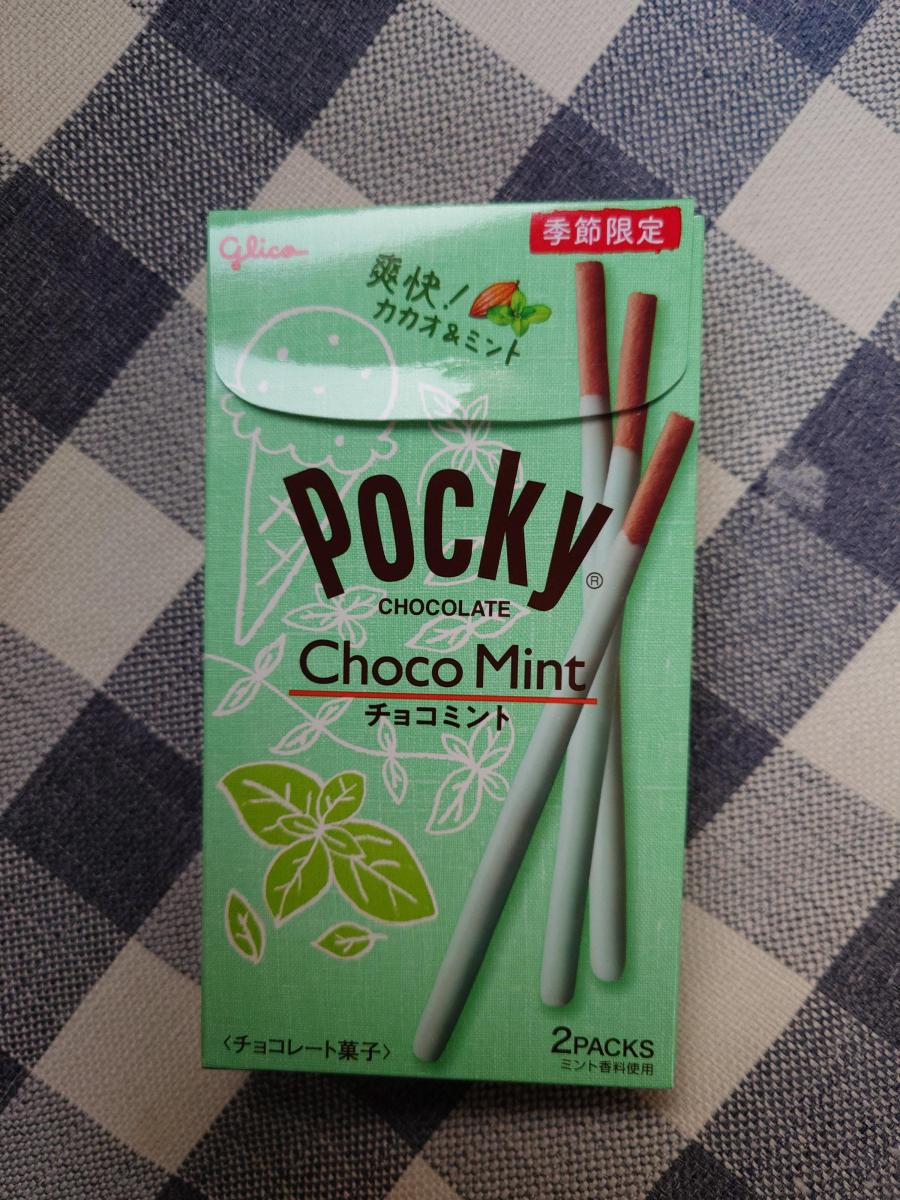 Glico
季節限定
爽快!
カカオ&ミント
Pocky®
CHOCOLATE
Choco Mint
チョコミント
〈チョコレート菓子〉
2PACKS
ミント香料使用